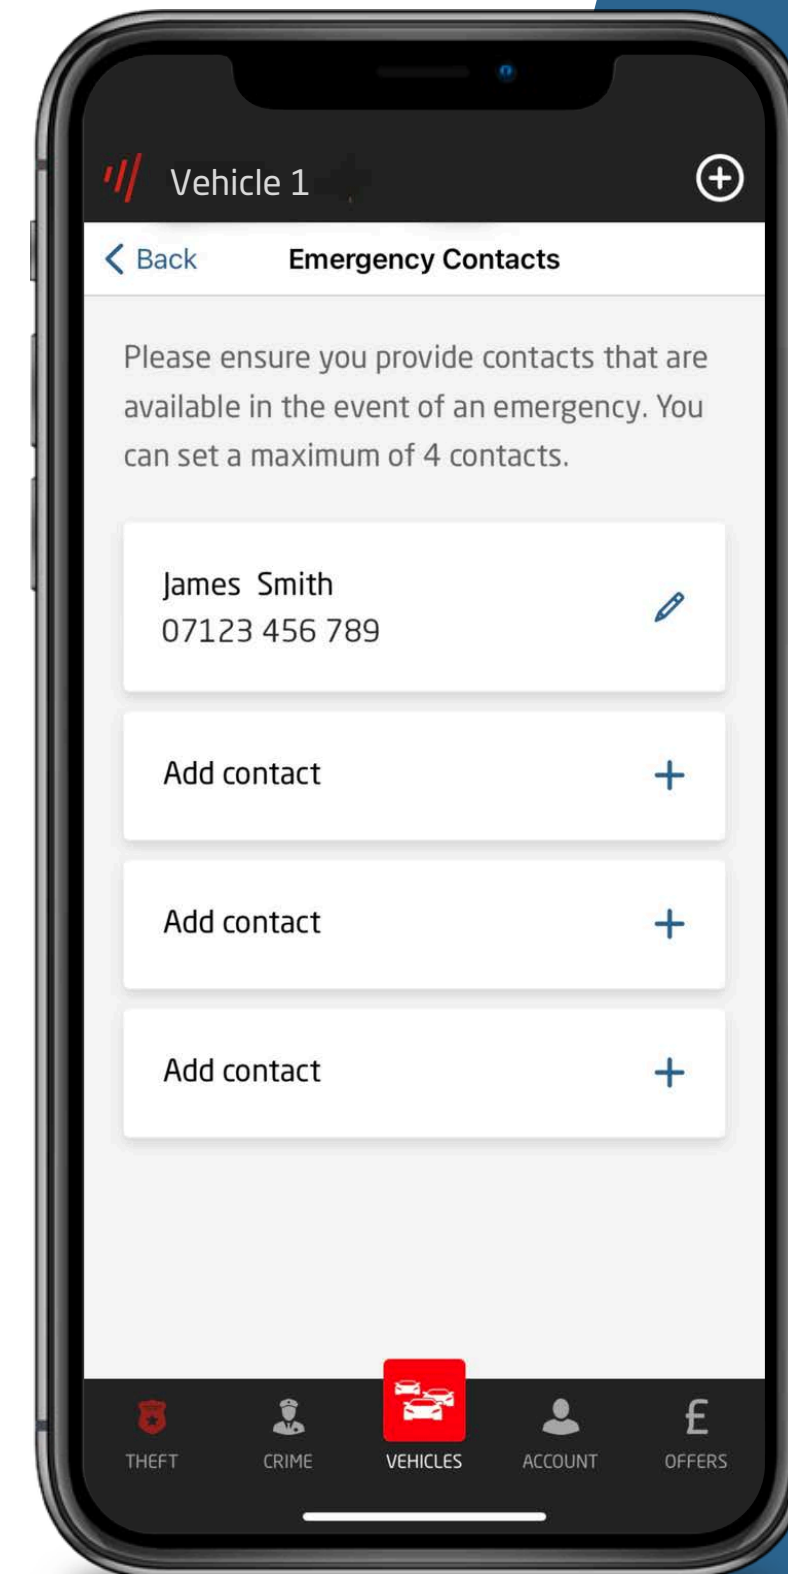 Vehicle 1
Back
Emergency Contacts
Please ensure you provide contacts that are
available in the event of an emergency. You
can set a maximum of 4 contacts.
James Smith
07123 456 789
Add contact
Add contact
Add contact
THEFT
CRIME
VEHICLES
ACCOUNT
£
OFFERS